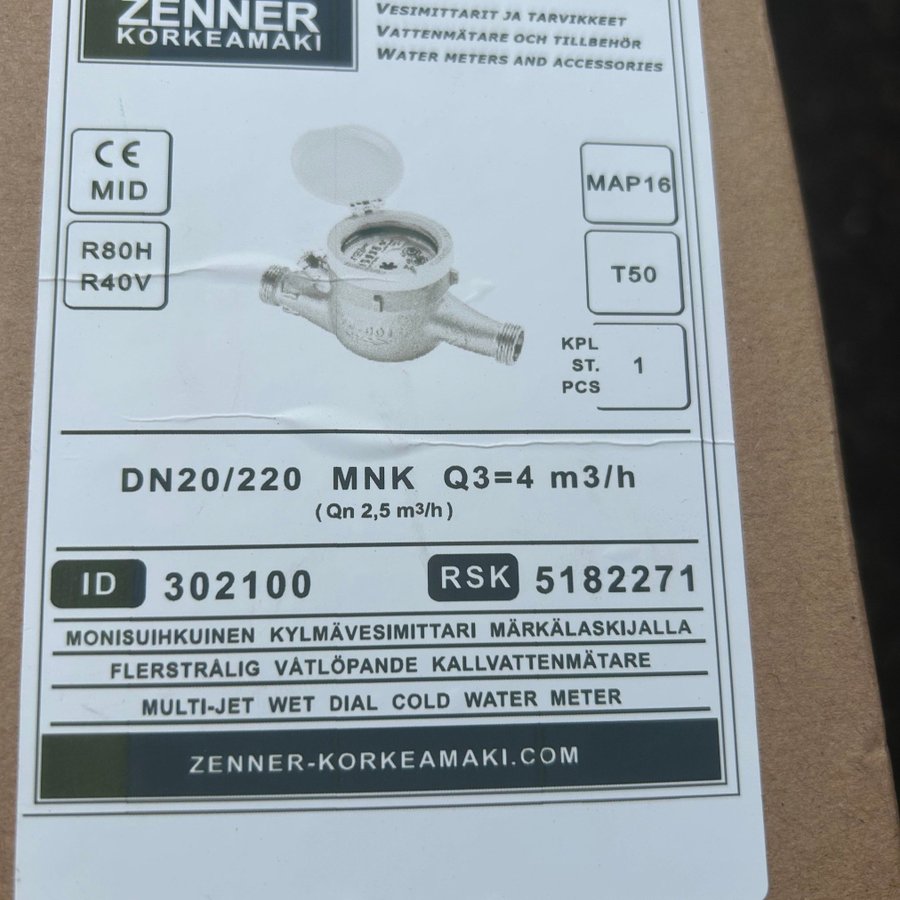 ZENNER
KORKEAMAKI
VESIMITTARIT JA TARVIKKEET
VATTENMÄTARE OCH TILLBEHÖR
WATER METERS AND ACCESSORIES
CE
MID
R80H
R40V
MAP16
T50
KPL
ST.
PCS
1
DN20/220 MNK Q3=4 m3/h
(Qn 2,5 m3/h)
ID 302100
RSK 5182271
MONISUIHKUINEN KYLMÄVESIMITTARI MÄRKÄLASKIJALLA
FLERSTRÅLIG VÅTLÖPANDE KALLVATTENMÄTARE
MULTI-JET WET DIAL COLD WATER METER
ZENNER-KORKEAMAKI.COM